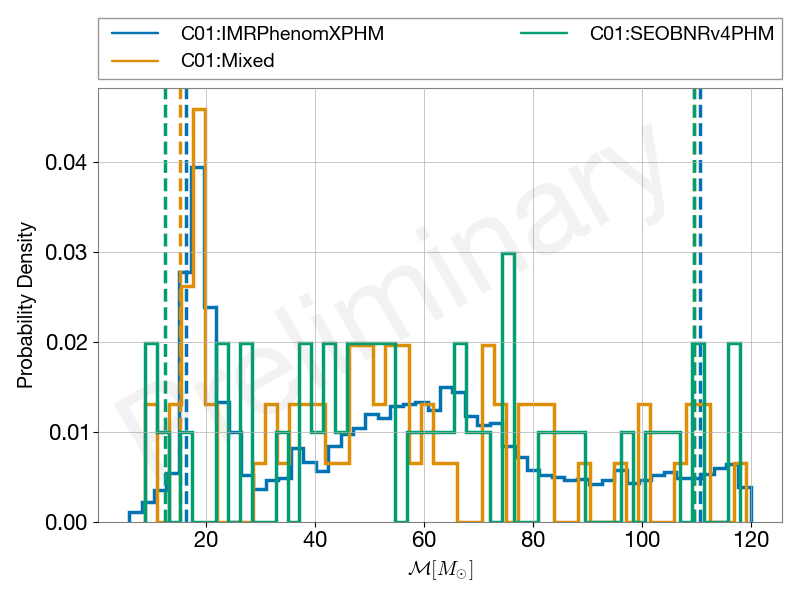 C01:IMRPhenomXPHM
C01:Mixed
C01:SEOBNRv4PHM
Preliminary
Probability Density
0.04
0.03
0.02
0.01
0.00
20 40 60 80 100 120
ℳ[M⊙]